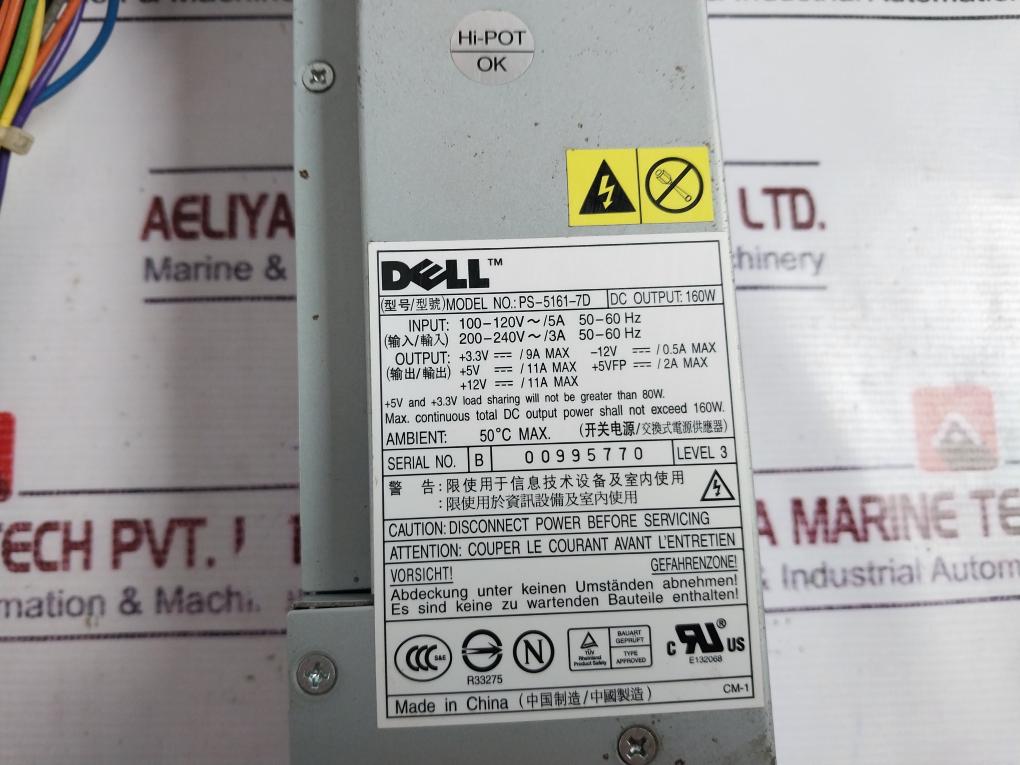 Hi-POT
OK
AELIYA LTD.
Marine &
DELL™
(型号/型號)MODEL NO.: PS-5161-7D DC OUTPUT: 160W
INPUT: 100-120V～/5A 50-60 Hz
(输入/輸入) 200-240V～/3A 50-60 Hz
OUTPUT: +3.3V ⎓ /9A MAX -12V ⎓ /0.5A MAX
(输出/輸出) +5V ⎓ /11A MAX +5VFP ⎓ /2A MAX
+12V ⎓ /11A MAX
+5V and +3.3V load sharing will not be greater than 80W.
Max. continuous total DC output power shall not exceed 160W.
AMBIENT: 50°C MAX. (开关电源/交換式電源供應器)
SERIAL NO. B 00995770 LEVEL 3
警 告:限使用于信息技术设备及室内使用
:限使用於資訊設備及室內使用
CAUTION: DISCONNECT POWER BEFORE SERVICING
ATTENTION: COUPER LE COURANT AVANT L'ENTRETIEN
VORSICHT! GEFAHRENZONE!
Abdeckung unter keinen Umständen abnehmen!
Es sind keine zu wartenden Bauteile enthalten!
CCC S&E
R33275
N
TÜV
Rheinland
Product Safety
BAUART
GEPRÜFT
TYPE
APPROVED
c RU® US
E132068
Made in China (中国制造/中國製造) CM-1
TECH PVT.
A MARINE TE
mation & Mach
& Industrial Autom